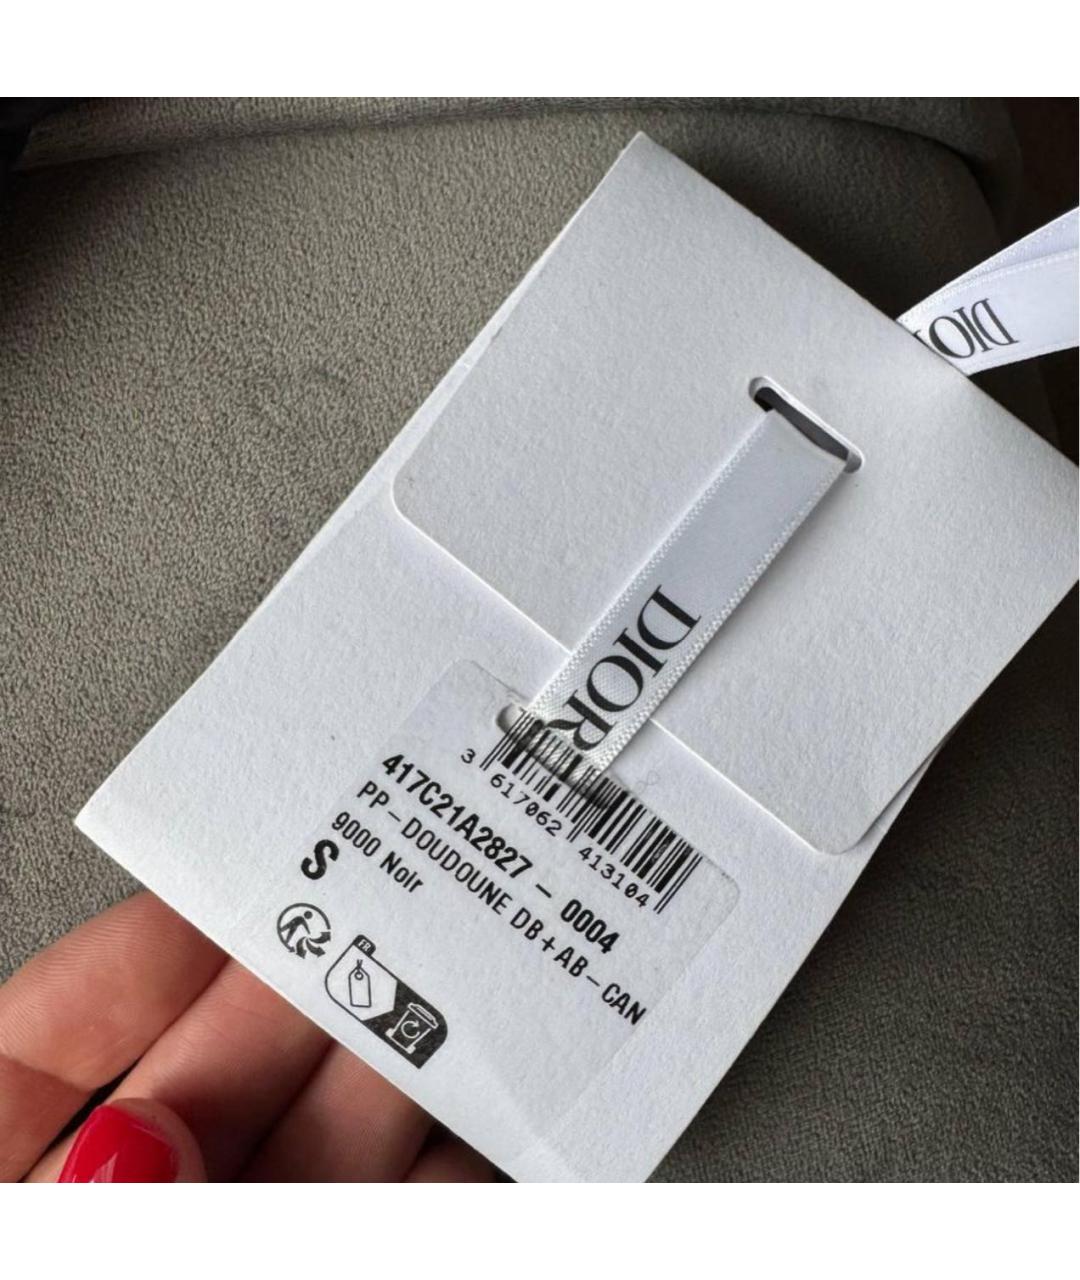 DIOR
DIOR
3 617062 413104
417C21A2827 - 0004
PP-DOUDOUNE DB+AB-CAN
9000 Noir
S
FR